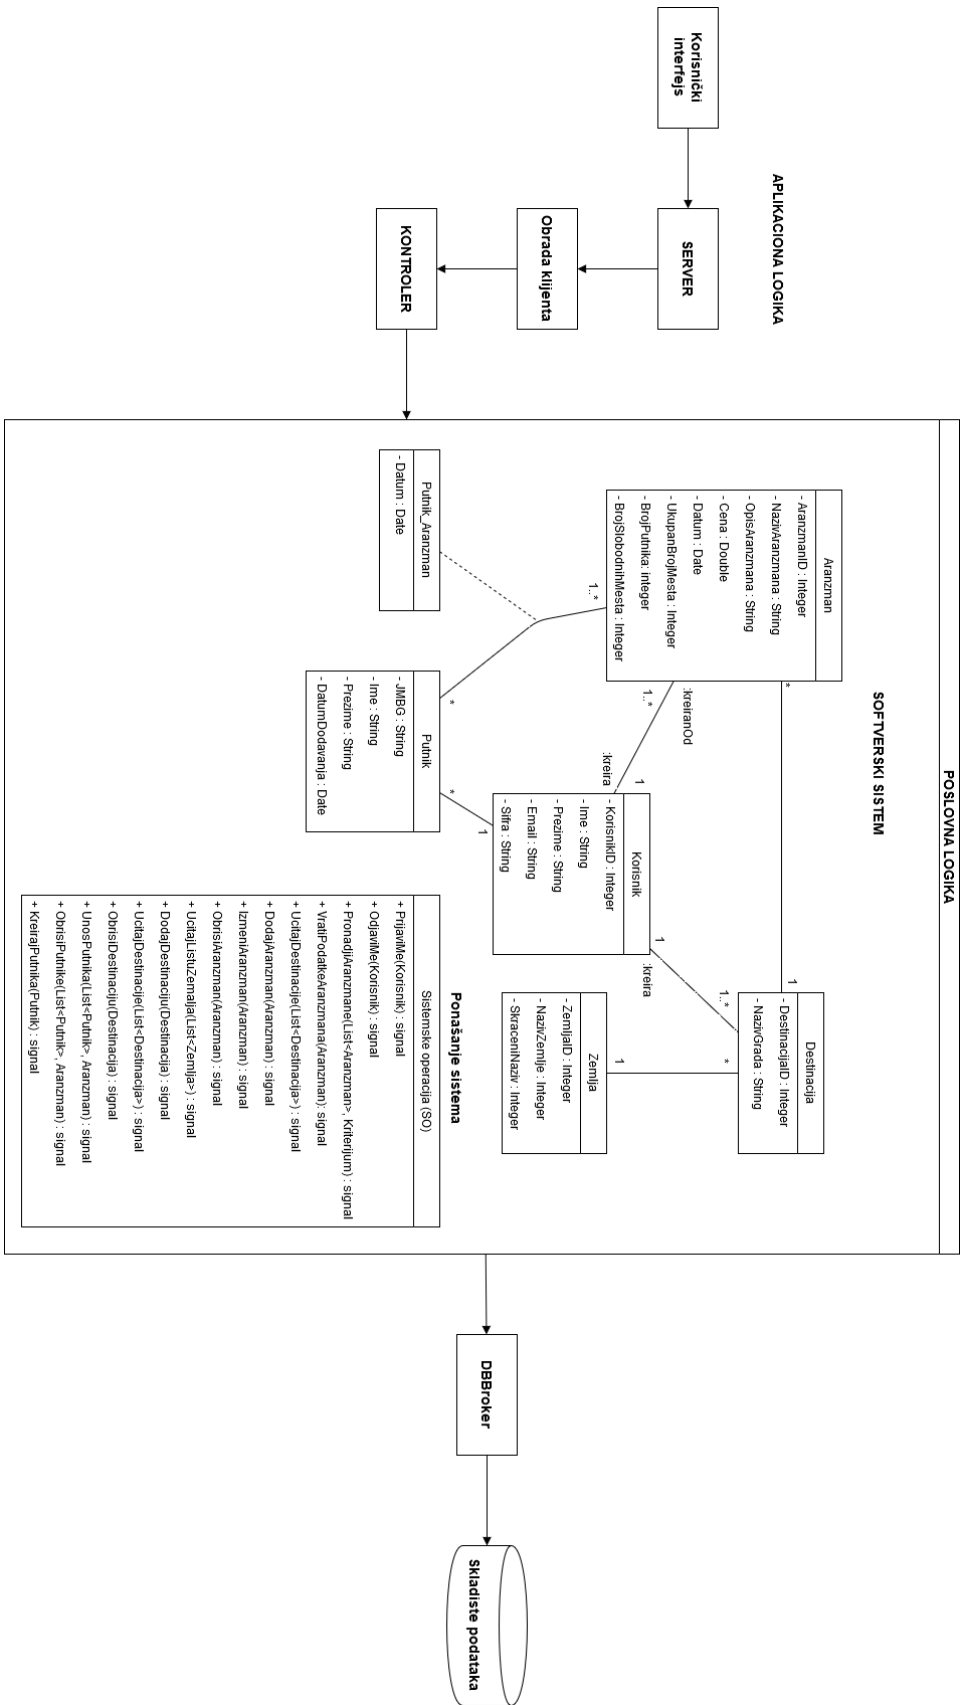 Korisnički
interfejs
APLIKACIONA LOGIKA
SERVER
Obrada klijenta
KONTROLER
POSLOVNA LOGIKA
SOFTVERSKI SISTEM
Aranzman
- AranzmanID : Integer
- NazivAranzmana : String
- OpisAranzmana : String
- Cena : Double
- Datum : Date
- UkupanBrojMesta : Integer
- BrojPutnika: integer
- BrojSlobodnihMesta : Integer
*
1
:kreiranOd
1..*
1
:kreira
1..*
Putnik_Aranzman
- Datum : Date
*
Putnik
- JMBG : String
- Ime : String
- Prezime : String
- DatumDodavanja : Date
*
1
Korisnik
- KorisnikID : Integer
- Ime : String
- Prezime : String
- Email : String
- Sifra : String
1
:kreira
1..*
Destinacija
- DestinacijaID : Integer
- NazivGrada : String
*
1
Zemlja
- ZemljaID : Integer
- NazivZemlje : Integer
- SkraceniNaziv : Integer
Ponašanje sistema
Sistemske operacija (SO)
+ PrijaviMe(Korisnik) : signal
+ OdjaviMe(Korisnik) : signal
+ PronadjiAranzmane(List<Aranzman>, Kriterijum) : signal
+ VratiPodatkeAranzmana(Aranzman): signal
+ UcitajDestinacije(List<Destinacija>) : signal
+ DodajAranzman(Aranzman) : signal
+ IzmeniAranzman(Aranzman) : signal
+ ObrisiAranzman(Aranzman) : signal
+ UcitajListuZemalja(List<Zemlja>) : signal
+ DodajDestinaciju(Destinacija) : signal
+ UcitajDestinacije(List<Destinacija>) : signal
+ ObrisiDestinaciju(Destinacija) : signal
+ UnosPutnika(List<Putnik>, Aranzman) : signal
+ ObrisiPutnike(List<Putnik>, Aranzman) : signal
+ KreirajPutnika(Putnik) : signal
DBBroker
Skladiste podataka